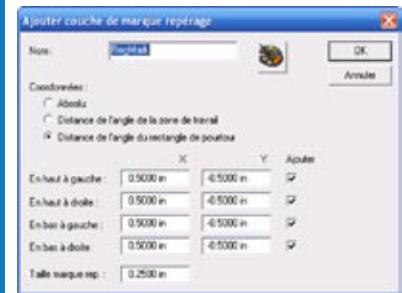 Ajouter couche de marque repérage
Nom : RegMark OK
Annuler
Coordonnées :
Absolu
Distance de l'angle de la zone de travail
Distance de l'angle du rectangle de pourtour
X Y Ajouter
En haut à gauche : 0.5000 in -0.5000 in
En haut à droite : 0.5000 in -0.5000 in
En bas à gauche : 0.5000 in -0.5000 in
En bas à droite : 0.5000 in -0.5000 in
Taille marque rep. : 0.2500 in